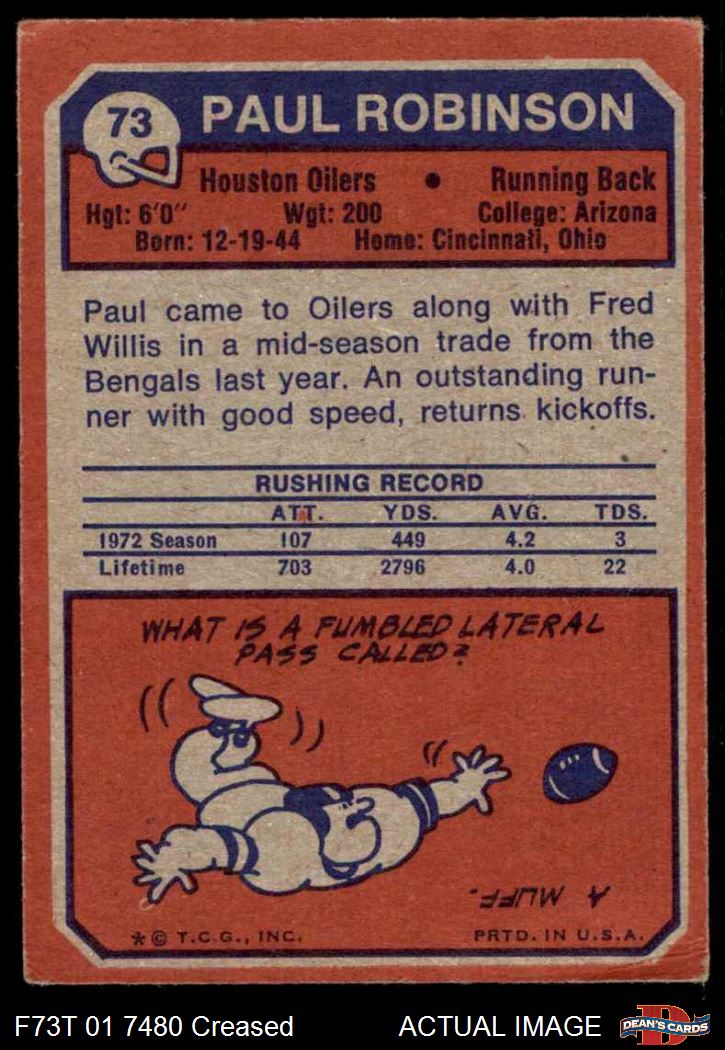 73
PAUL ROBINSON
Houston Oilers • Running Back
Hgt: 6'0" Wgt: 200 College: Arizona
Born: 12-19-44 Home: Cincinnati, Ohio
Paul came to Oilers along with Fred
Willis in a mid-season trade from the
Bengals last year. An outstanding run-
ner with good speed, returns kickoffs.
RUSHING RECORD
ATT. YDS. AVG. TDS.
1972 Season 107 449 4.2 3
Lifetime 703 2796 4.0 22
WHAT IS A FUMBLED LATERAL
PASS CALLED?
A MUFF.
* © T.C.G., INC. PRTD. IN U.S.A.
F73T 01 7480 Creased ACTUAL IMAGE
D
DEAN'S CARDS